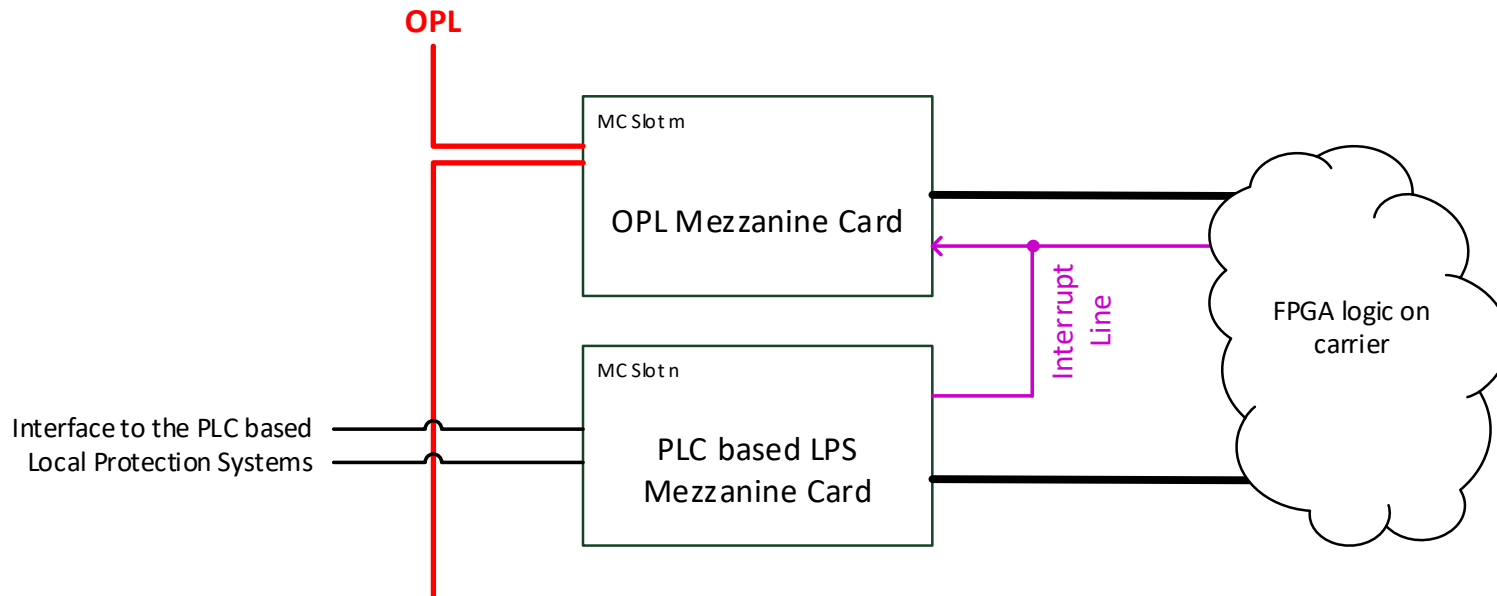 OPL
MC Slot m
OPL Mezzanine Card
Interrupt
Line
FPGA logic on
carrier
MC Slot n
PLC based LPS
Mezzanine Card
Interface to the PLC based
Local Protection Systems